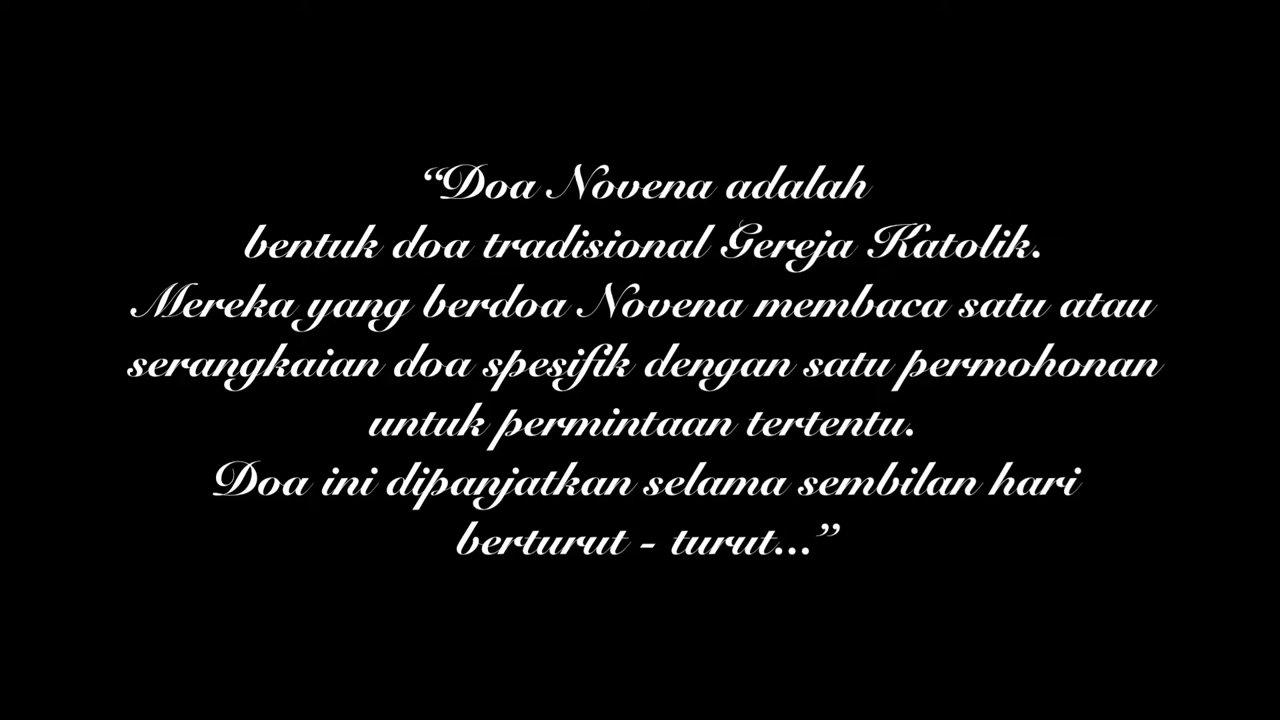 “Doa Novena adalah
bentuk doa tradisional Gereja Katolik.
Mereka yang berdoa Novena membaca satu atau
serangkaian doa spesifik dengan satu permohonan
untuk permintaan tertentu.
Doa ini dipanjatkan selama sembilan hari
berturut - turut...”